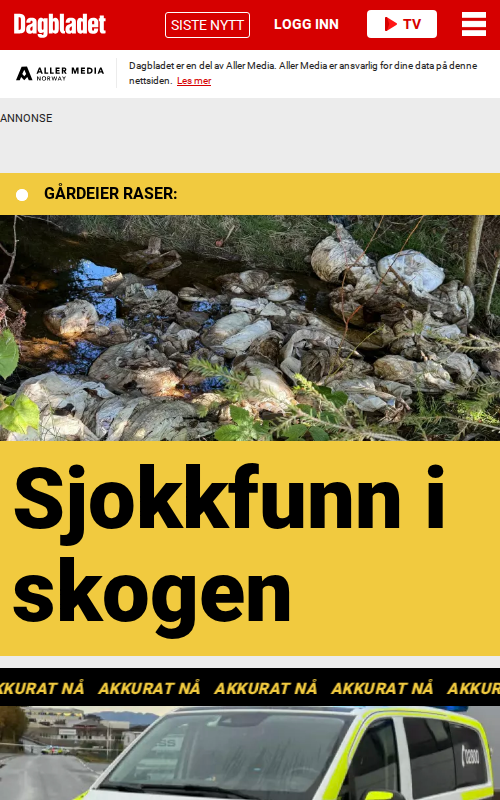 Dagbladet
SISTE NYTT
LOGG INN
TV
ALLER MEDIA
NORWAY
Dagbladet er en del av Aller Media. Aller Media er ansvarlig for dine data på denne
nettsiden. Les mer
ANNONSE
GÅRDEIER RASER:
Sjokkfunn i
skogen
AKKURAT NÅ AKKURAT NÅ AKKURAT NÅ AKKURAT NÅ
02800